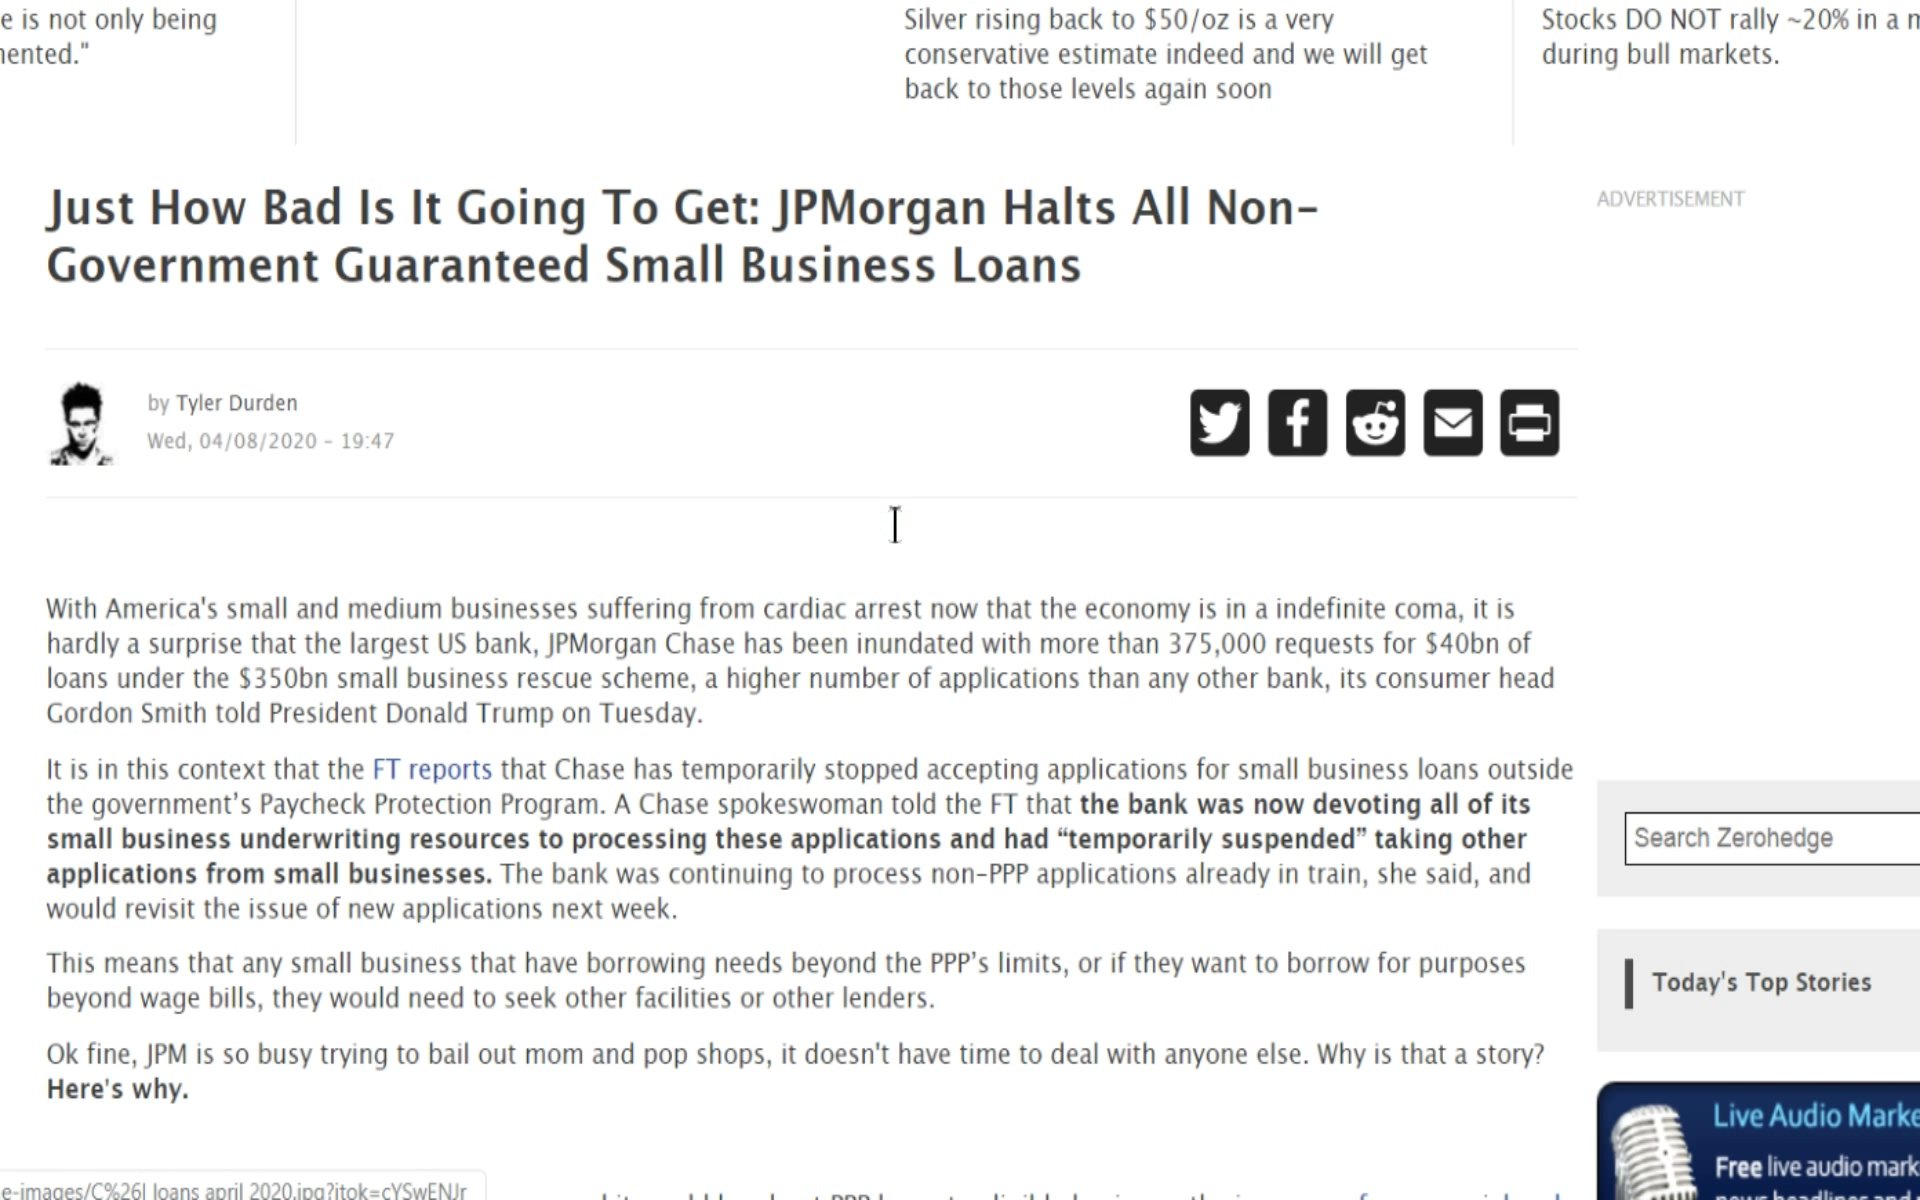 e is not only being
ented."
Silver rising back to $50/oz is a very
conservative estimate indeed and we will get
back to those levels again soon
Stocks DO NOT rally ~20% in a m
during bull markets.
Just How Bad Is It Going To Get: JPMorgan Halts All Non-
Government Guaranteed Small Business Loans
ADVERTISEMENT
by Tyler Durden
Wed, 04/08/2020 - 19:47
With America's small and medium businesses suffering from cardiac arrest now that the economy is in a indefinite coma, it is
hardly a surprise that the largest US bank, JPMorgan Chase has been inundated with more than 375,000 requests for $40bn of
loans under the $350bn small business rescue scheme, a higher number of applications than any other bank, its consumer head
Gordon Smith told President Donald Trump on Tuesday.
It is in this context that the FT reports that Chase has temporarily stopped accepting applications for small business loans outside
the government’s Paycheck Protection Program. A Chase spokeswoman told the FT that the bank was now devoting all of its
small business underwriting resources to processing these applications and had “temporarily suspended” taking other
applications from small businesses. The bank was continuing to process non-PPP applications already in train, she said, and
would revisit the issue of new applications next week.
This means that any small business that have borrowing needs beyond the PPP’s limits, or if they want to borrow for purposes
beyond wage bills, they would need to seek other facilities or other lenders.
Ok fine, JPM is so busy trying to bail out mom and pop shops, it doesn't have time to deal with anyone else. Why is that a story?
Here's why.
Search Zerohedge
Today's Top Stories
Live Audio Marke
Free live audio mark
e-images/C%26I loans april 2020.jpg?itok=cYSwENJr